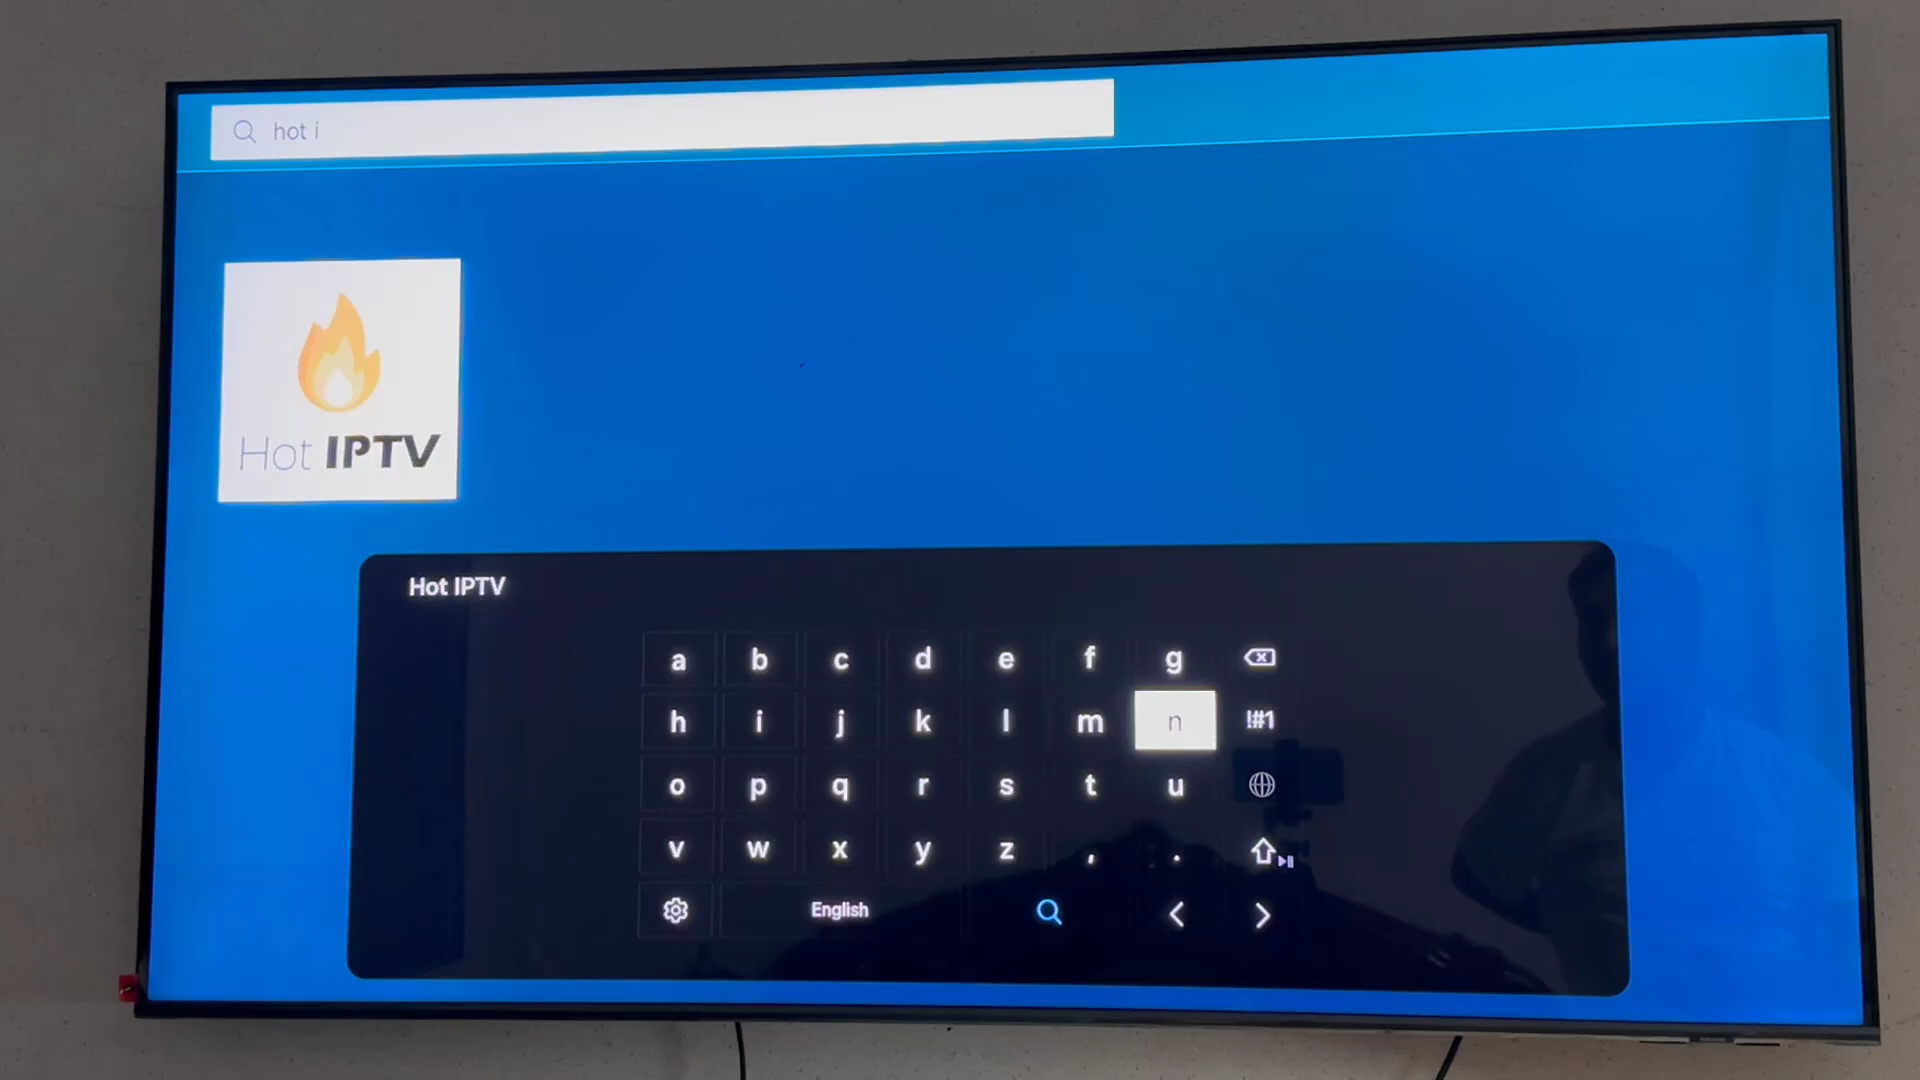 hot i
Hot IPTV
Hot IPTV
a b c d e f g
h i j k l m n !#1
o p q r s t u
v w x y z , .
English